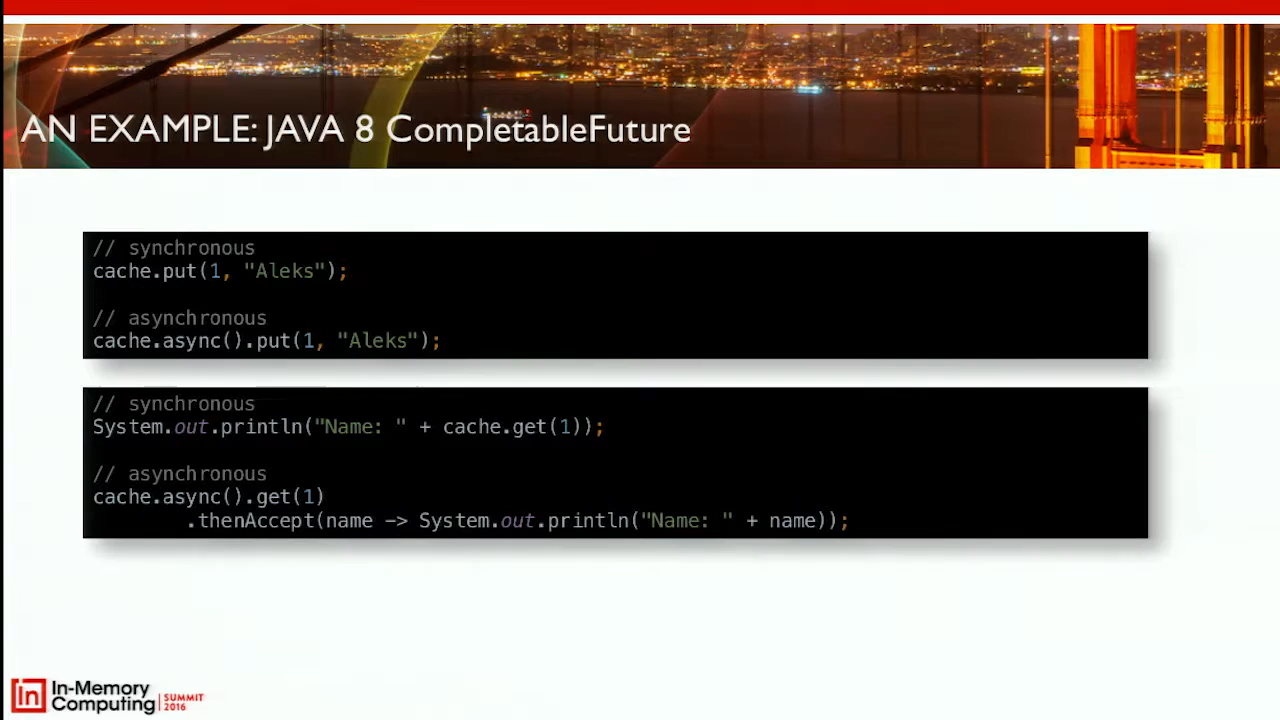 AN EXAMPLE: JAVA 8 CompletableFuture
// synchronous
cache.put(1, "Aleks");
// asynchronous
cache.async().put(1, "Aleks");
// synchronous
System.out.println("Name: " + cache.get(1));
// asynchronous
cache.async().get(1)
.thenAccept(name -> System.out.println("Name: " + name));
In-Memory
Computing
SUMMIT
2016